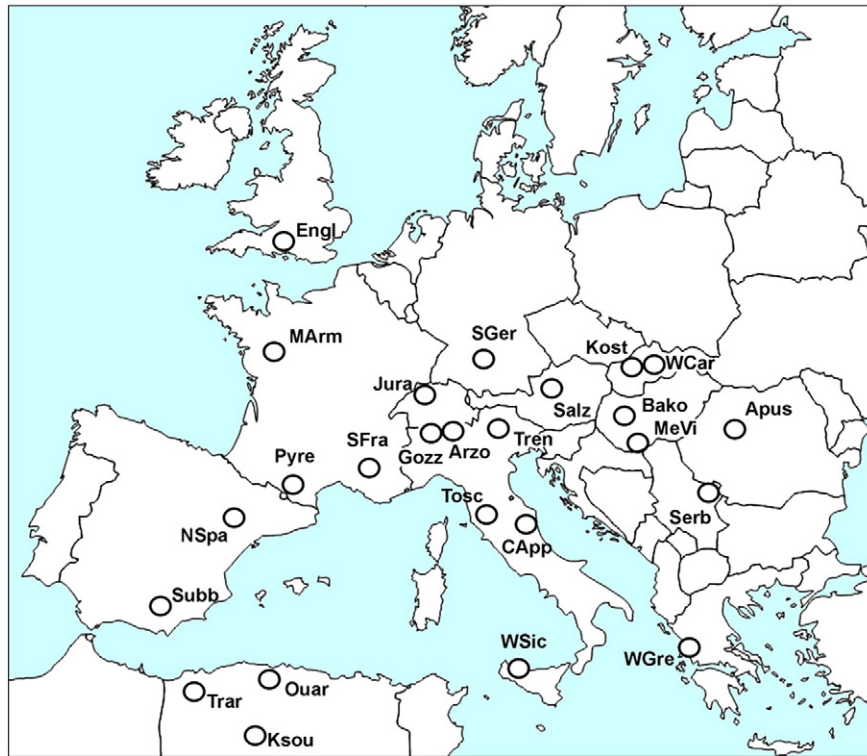 Engl
MArm
SGer
Kost
WCar
Jura
Salz
Bako
Apus
MeVi
SFra
Gozz
Arzo
Tren
Pyre
Tosc
Serb
NSpa
CApp
Subb
WSic
WGre
Trar
Ouar
Ksou